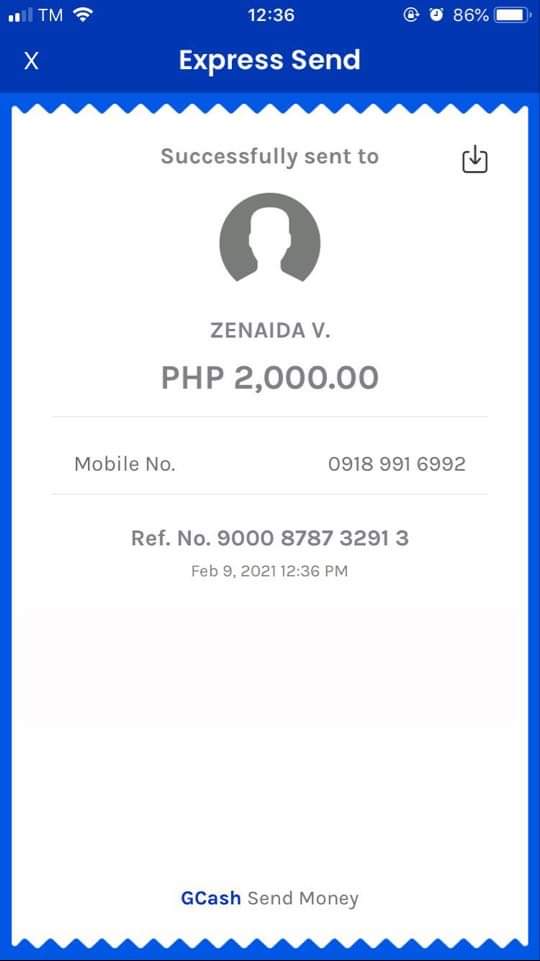 TM 12:36 86%
X Express Send
Successfully sent to
ZENAIDA V.
PHP 2,000.00
Mobile No. 0918 991 6992
Ref. No. 9000 8787 3291 3
Feb 9, 2021 12:36 PM
GCash Send Money